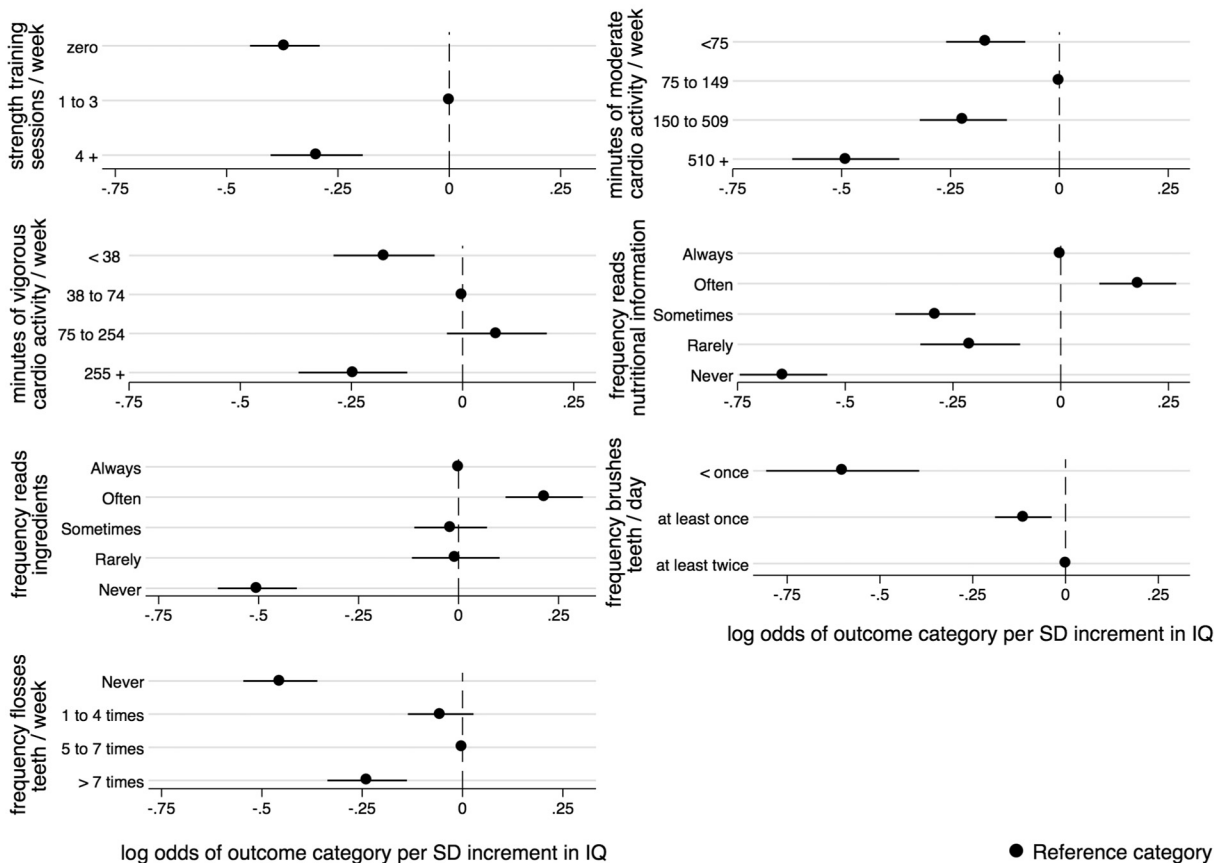 strength training
sessions / week
zero
1 to 3
4 +
-.75
-.5
-.25
0
.25
minutes of moderate
cardio activity / week
<75
75 to 149
150 to 509
510 +
-.75
-.5
-.25
0
.25
minutes of vigorous
cardio activity / week
< 38
38 to 74
75 to 254
255 +
-.75
-.5
-.25
0
.25
frequency reads
nutritional information
Always
Often
Sometimes
Rarely
Never
-.75
-.5
-.25
0
.25
frequency reads
ingredients
Always
Often
Sometimes
Rarely
Never
-.75
-.5
-.25
0
.25
frequency brushes
teeth / day
< once
at least once
at least twice
-.75
-.5
-.25
0
.25
log odds of outcome category per SD increment in IQ
frequency flosses
teeth / week
Never
1 to 4 times
5 to 7 times
> 7 times
-.75
-.5
-.25
0
.25
log odds of outcome category per SD increment in IQ
Reference category